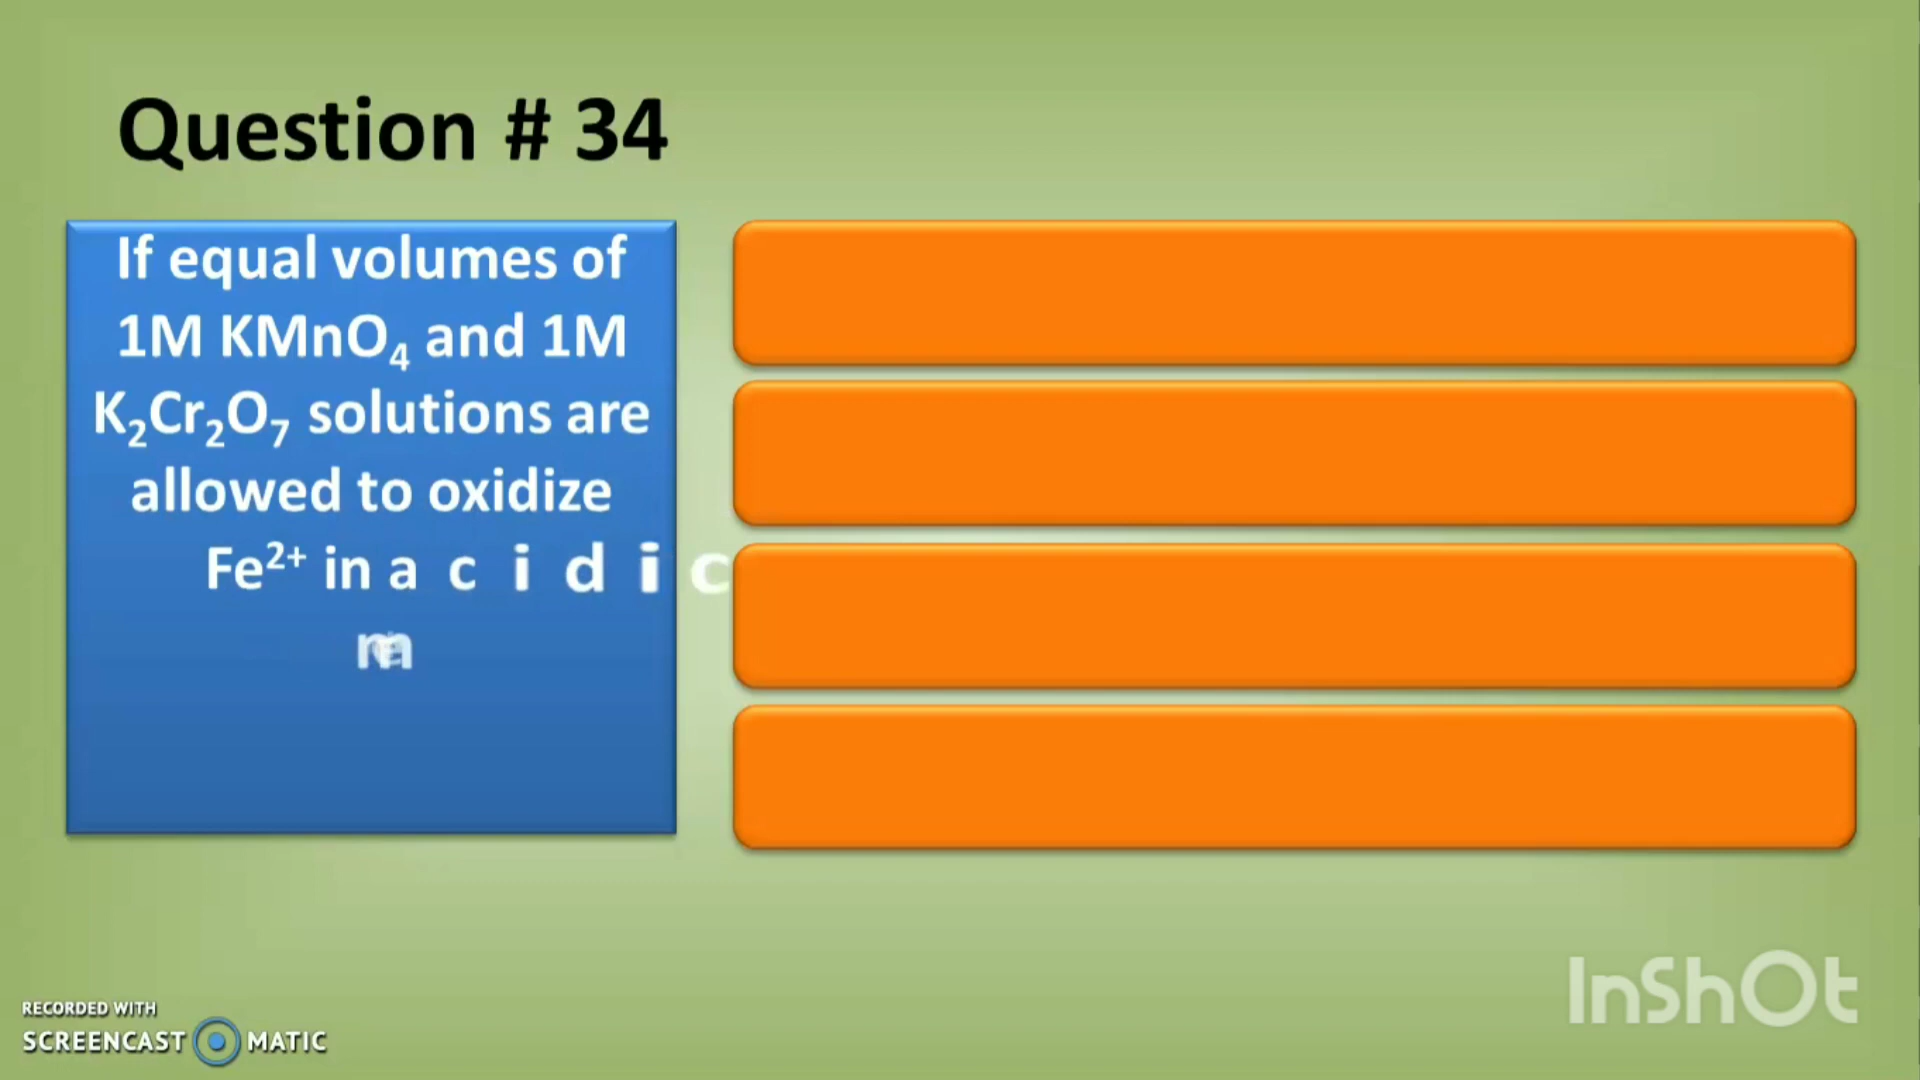 Question # 34
If equal volumes of
1M KMnO₄ and 1M
K₂Cr₂O₇ solutions are
allowed to oxidize
Fe²⁺ in a c i d i c
RECORDED WITH
SCREENCAST MATIC
InShOt